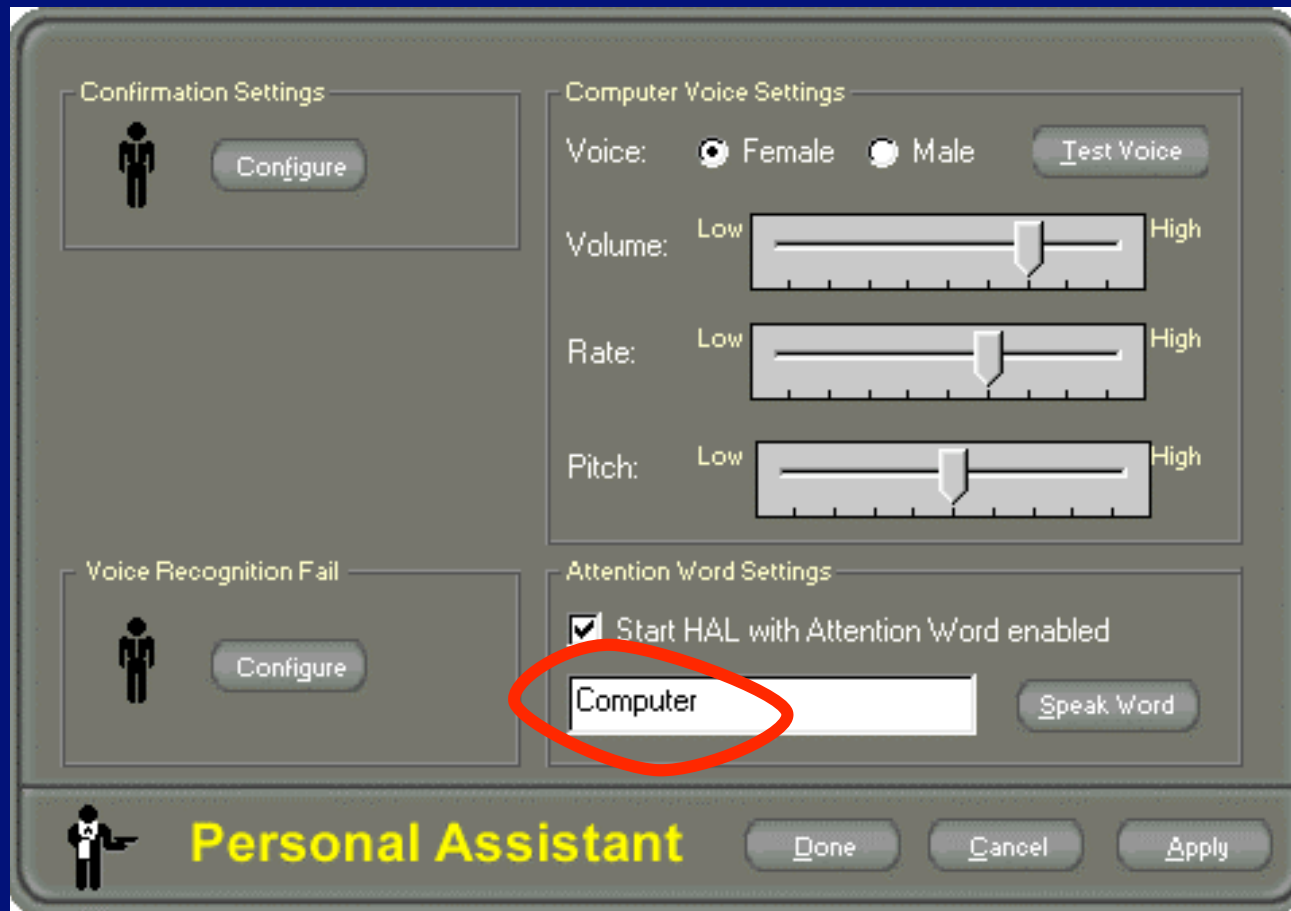 Confirmation Settings
Configure
Computer Voice Settings
Voice: Female Male Test Voice
Volume: Low High
Rate: Low High
Pitch: Low High
Voice Recognition Fail
Configure
Attention Word Settings
Start HAL with Attention Word enabled
Computer Speak Word
Personal Assistant Done Cancel Apply